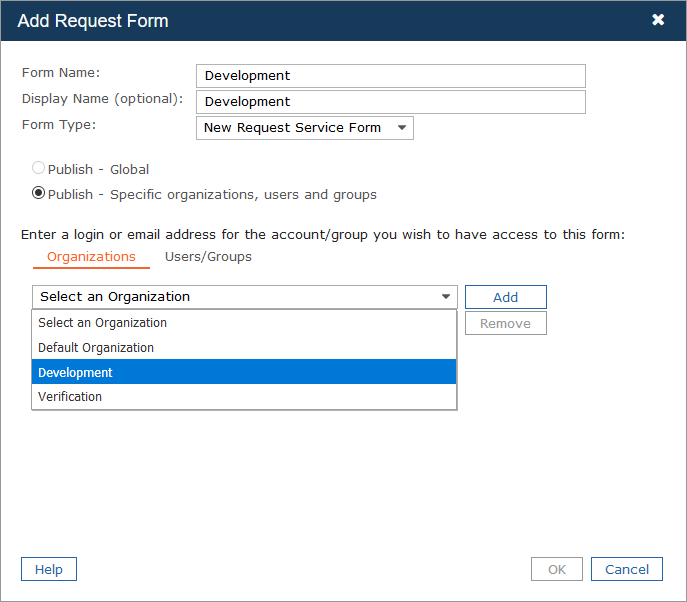 Add Request Form
Form Name:
Development
Display Name (optional):
Development
Form Type:
New Request Service Form
Publish - Global
Publish - Specific organizations, users and groups
Enter a login or email address for the account/group you wish to have access to this form:
Organizations Users/Groups
Select an Organization
Add
Select an Organization
Remove
Default Organization
Development
Verification
Help
OK
Cancel